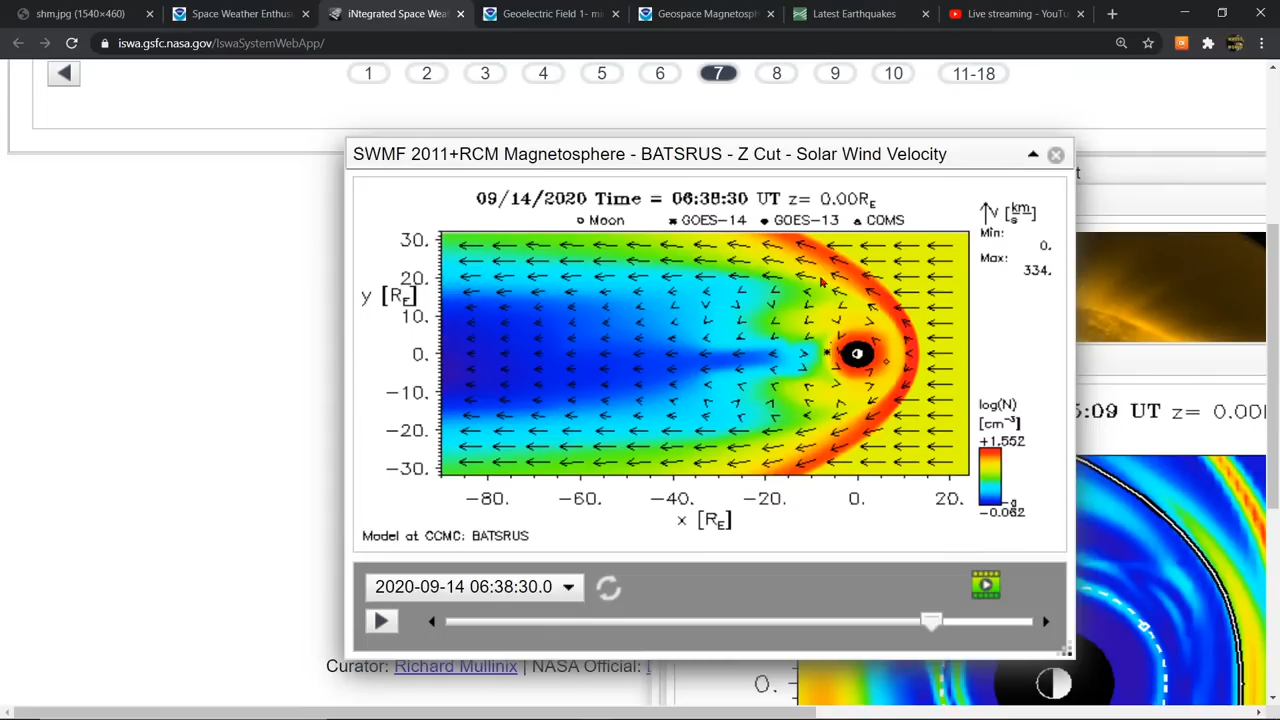 shm.jpg (1540×460)
Space Weather Enthus
iNtegrated Space Wea
Geoelectric Field 1- mi
Geospace Magnetosph
Latest Earthquakes
Live streaming - YouTu
iswa.gsfc.nasa.gov/IswaSystemWebApp/
1 2 3 4 5 6 7 8 9 10 11-18
SWMF 2011+RCM Magnetosphere - BATSRUS - Z Cut - Solar Wind Velocity
09/14/2020 Time = 06:38:30 UT z= 0.00RE
Moon GOES-14 GOES-13 COMS
V [km/s]
Min:
0.
Max:
334.
30.
20.
y [RE]
10.
0.
-10.
-20.
-30.
log(N)
[cm-3]
+1.552
-0.062
-80. -60. -40. -20. 0. 20.
x [RE]
Model at CCMC: BATSRUS
2020-09-14 06:38:30.0
Curator: Richard Mullinix | NASA Official:
5:09 UT z= 0.00
0.